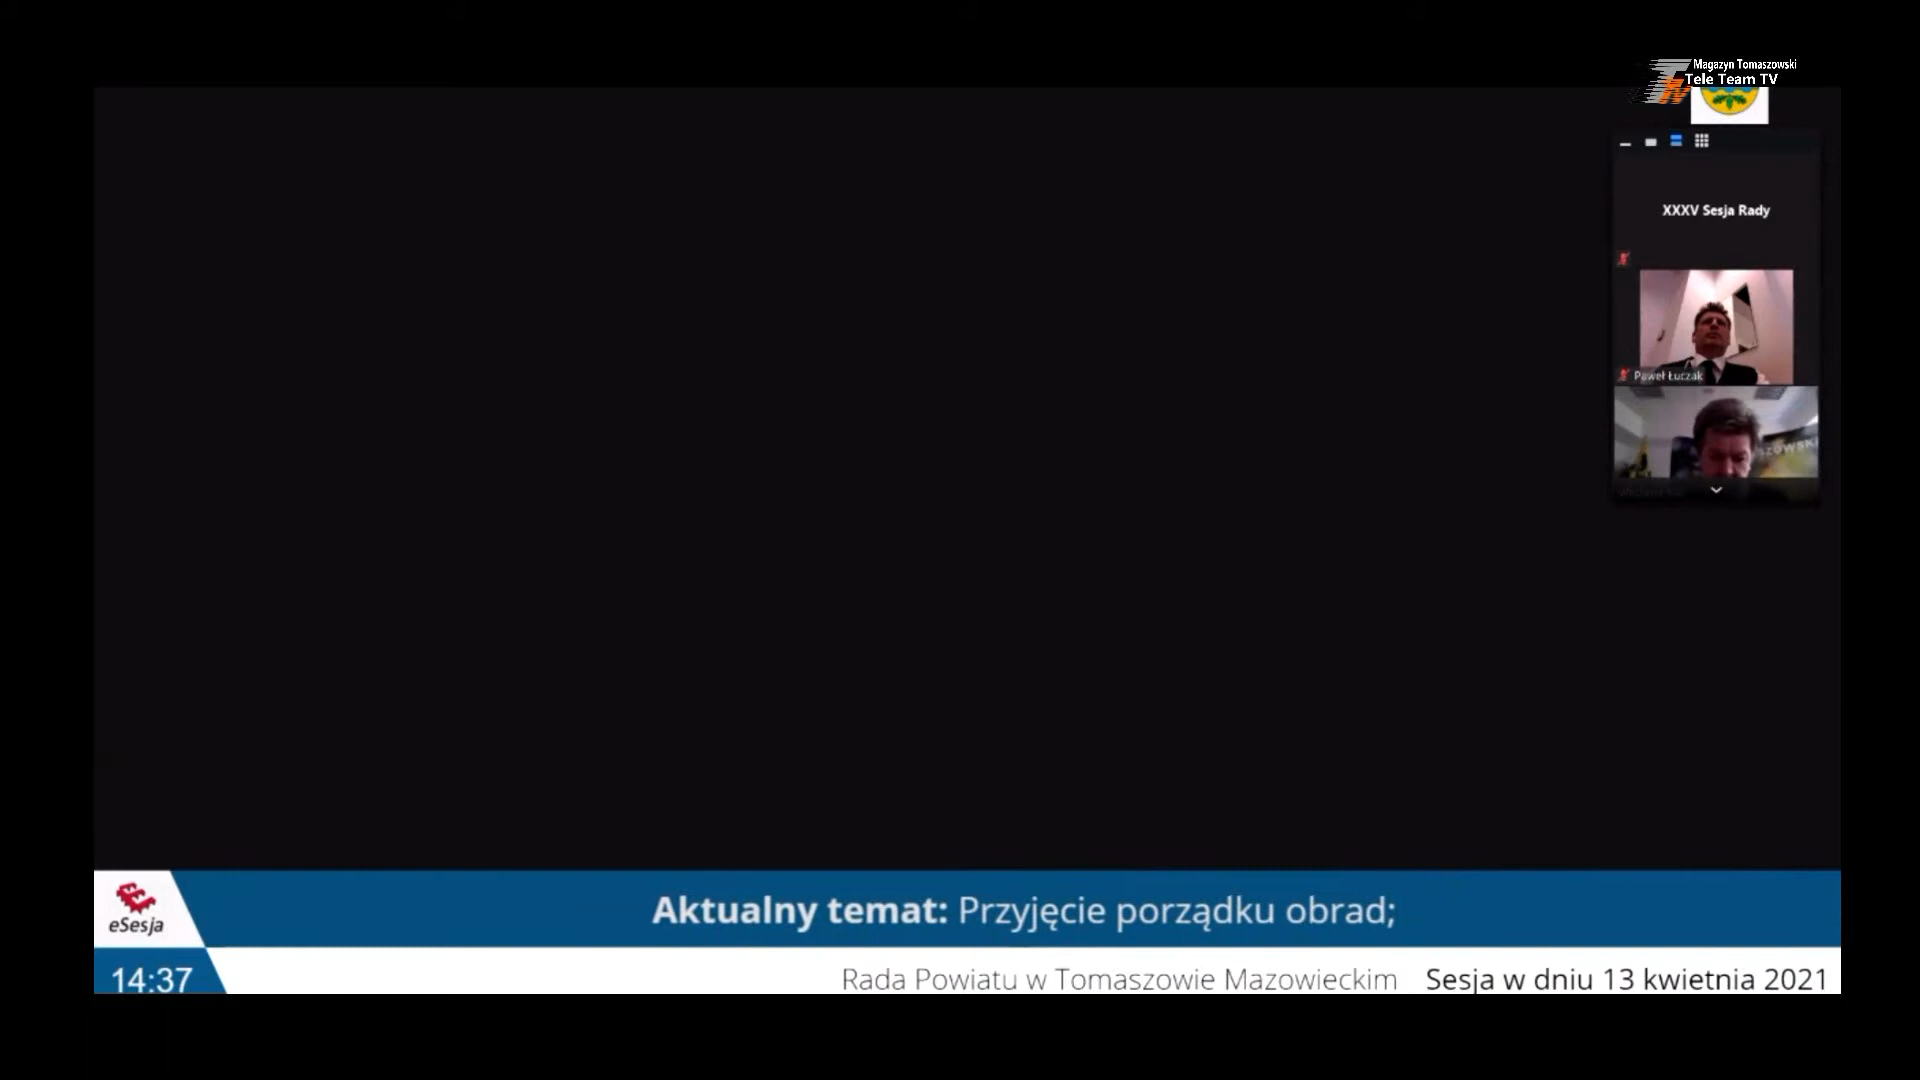 Magazyn Tomaszowski
Tele Team TV
XXXV Sesja Rady
Paweł Łuczak
eSesja
Aktualny temat: Przyjęcie porządku obrad;
14:37
Rada Powiatu w Tomaszowie Mazowieckim Sesja w dniu 13 kwietnia 2021